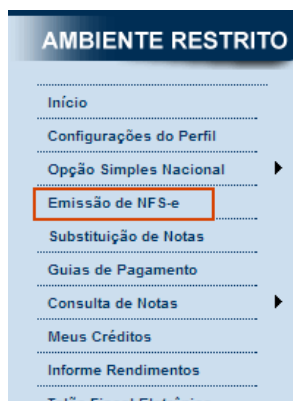 AMBIENTE RESTRITO
Início
Configurações do Perfil
Opção Simples Nacional
Emissão de NFS-e
Substituição de Notas
Guias de Pagamento
Consulta de Notas
Meus Créditos
Informe Rendimentos